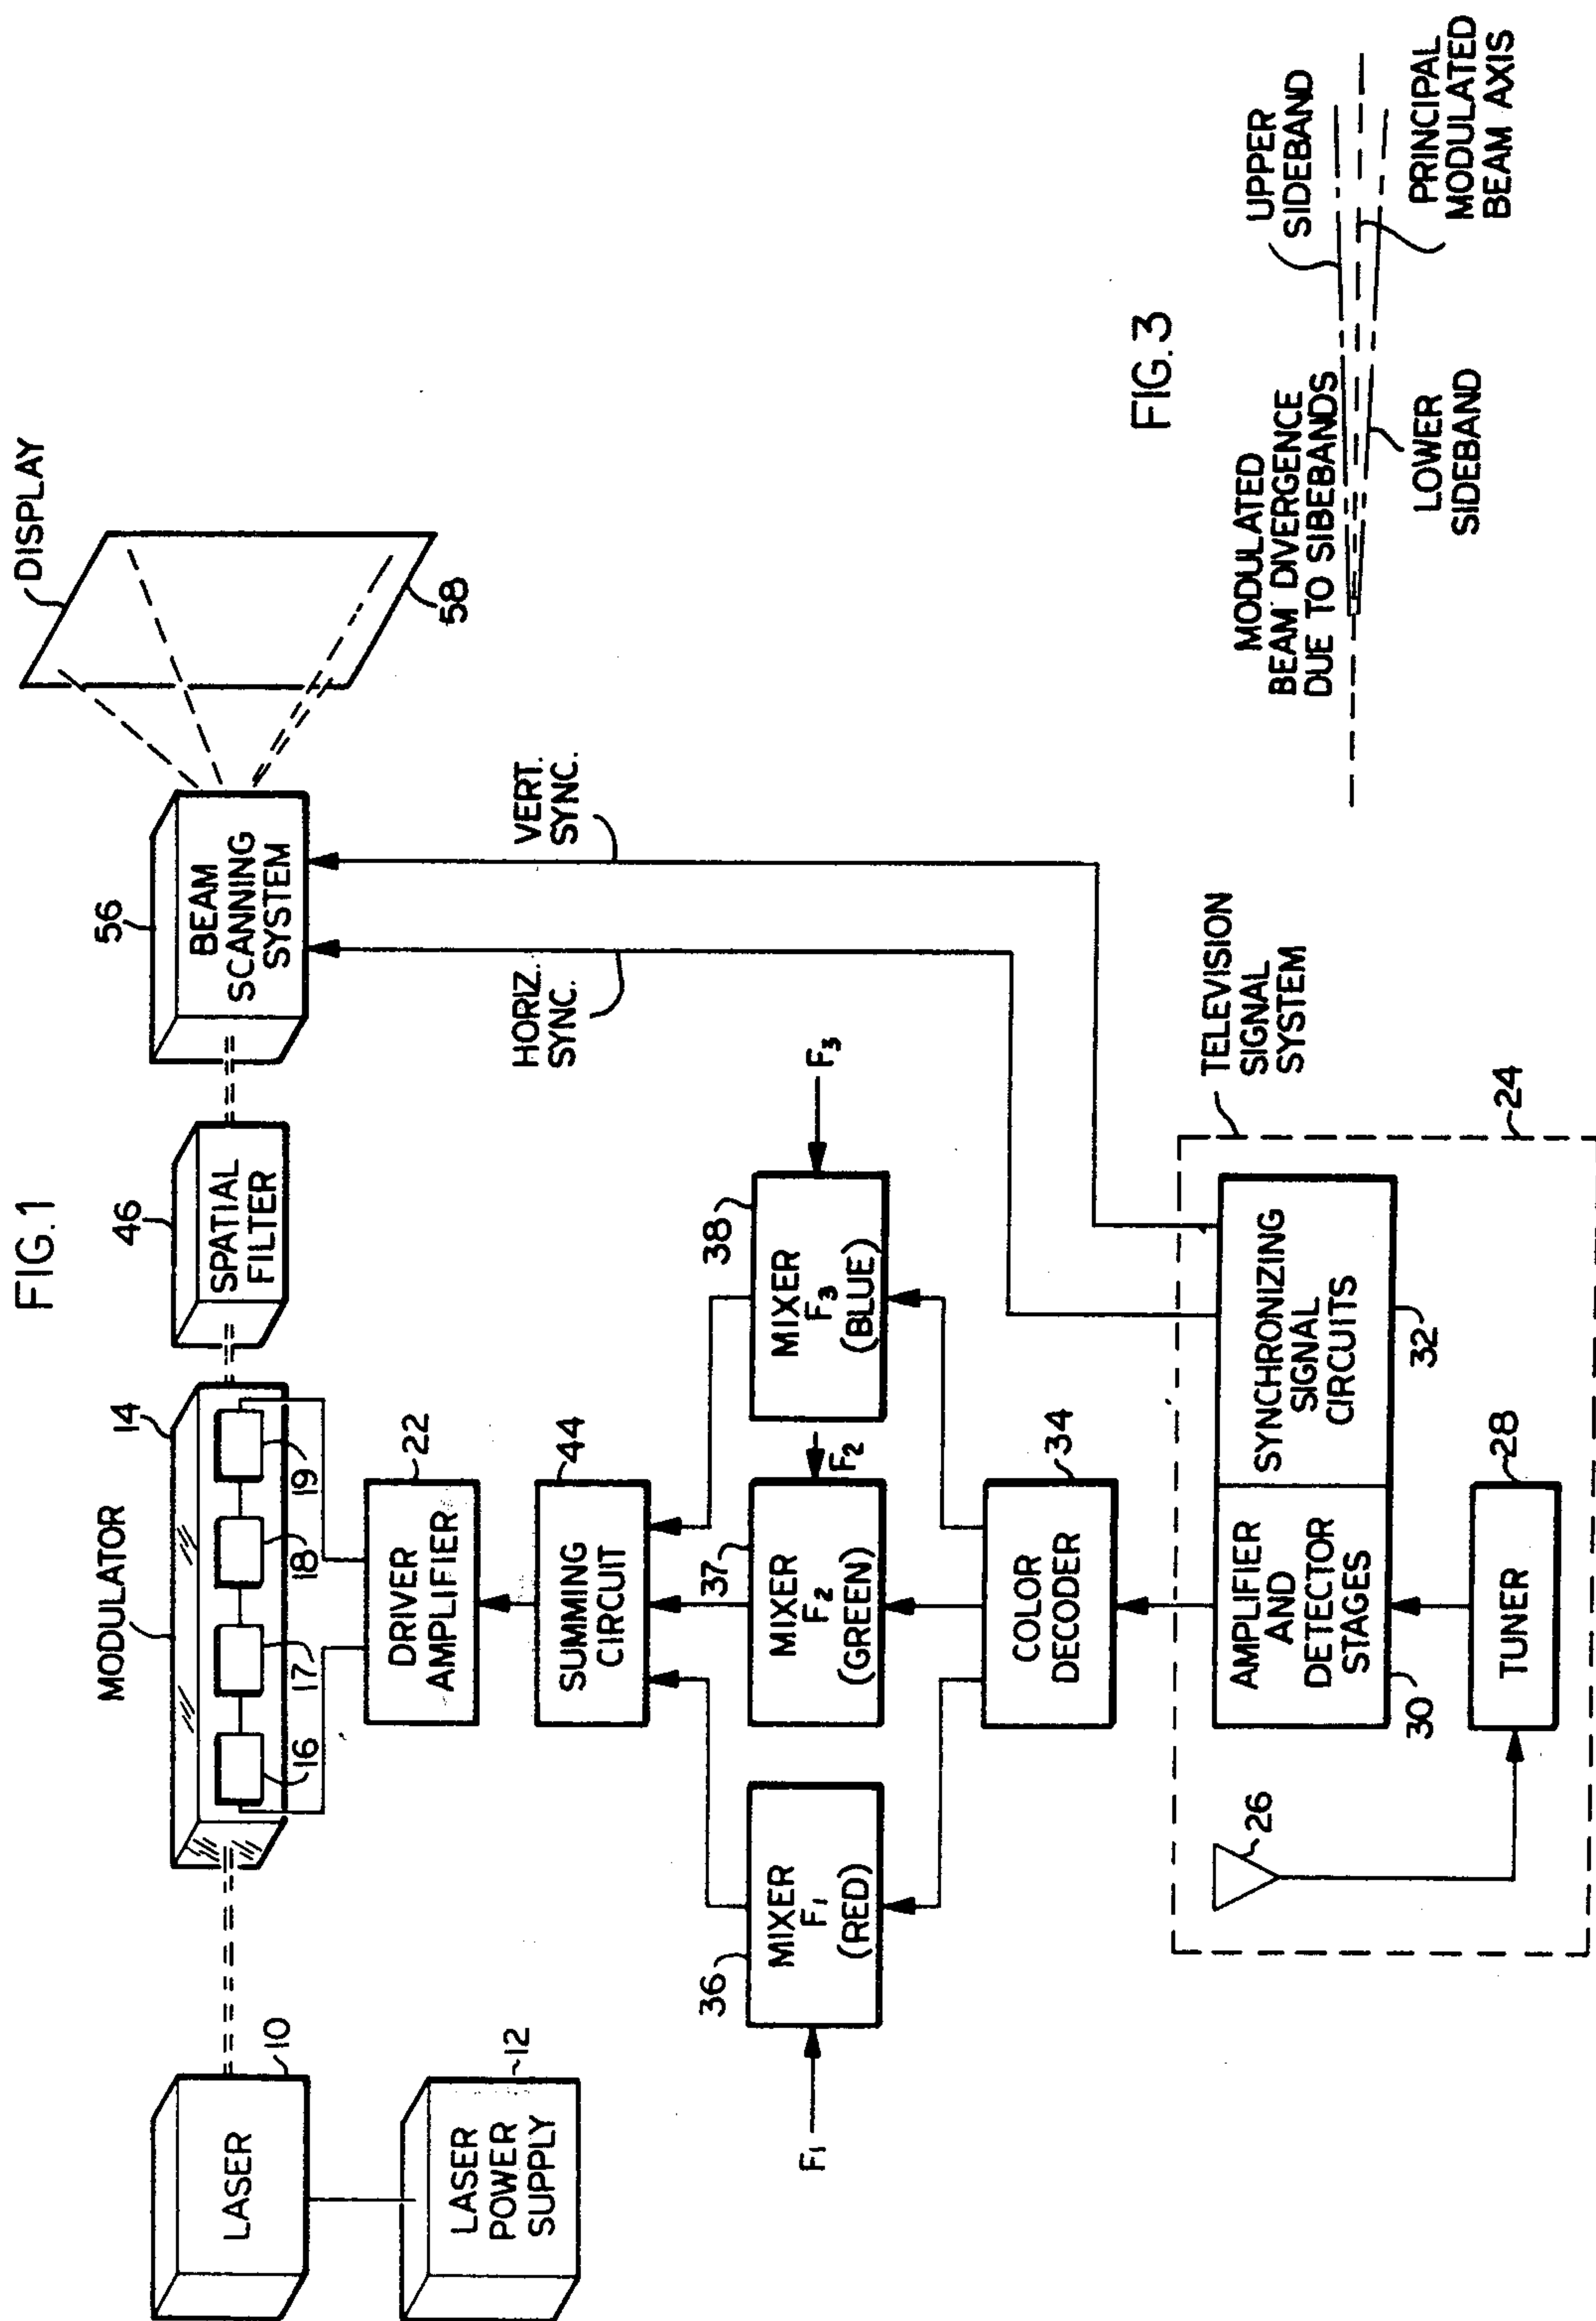 FIG.1
LASER
10
LASER
POWER
SUPPLY
12
MODULATOR
14
16
17
18
19
SPATIAL
FILTER
46
BEAM
SCANNING
SYSTEM
56
DISPLAY
58
DRIVER
AMPLIFIER
22
SUMMING
CIRCUIT
44
HORIZ.
SYNC.
VERT.
SYNC.
F1
MIXER
F1
(RED)
36
MIXER
F2
(GREEN)
37
F2
MIXER
F3
(BLUE)
38
F3
COLOR
DECODER
34
TELEVISION
SIGNAL
SYSTEM
24
26
AMPLIFIER
AND
DETECTOR
STAGES
30
SYNCHRONIZING
SIGNAL
CIRCUITS
32
TUNER
28
FIG.3
MODULATED
BEAM DIVERGENCE
DUE TO SIBEBANDS
UPPER
SIDEBAND
LOWER
SIDEBAND
PRINCIPAL
MODULATED
BEAM AXIS